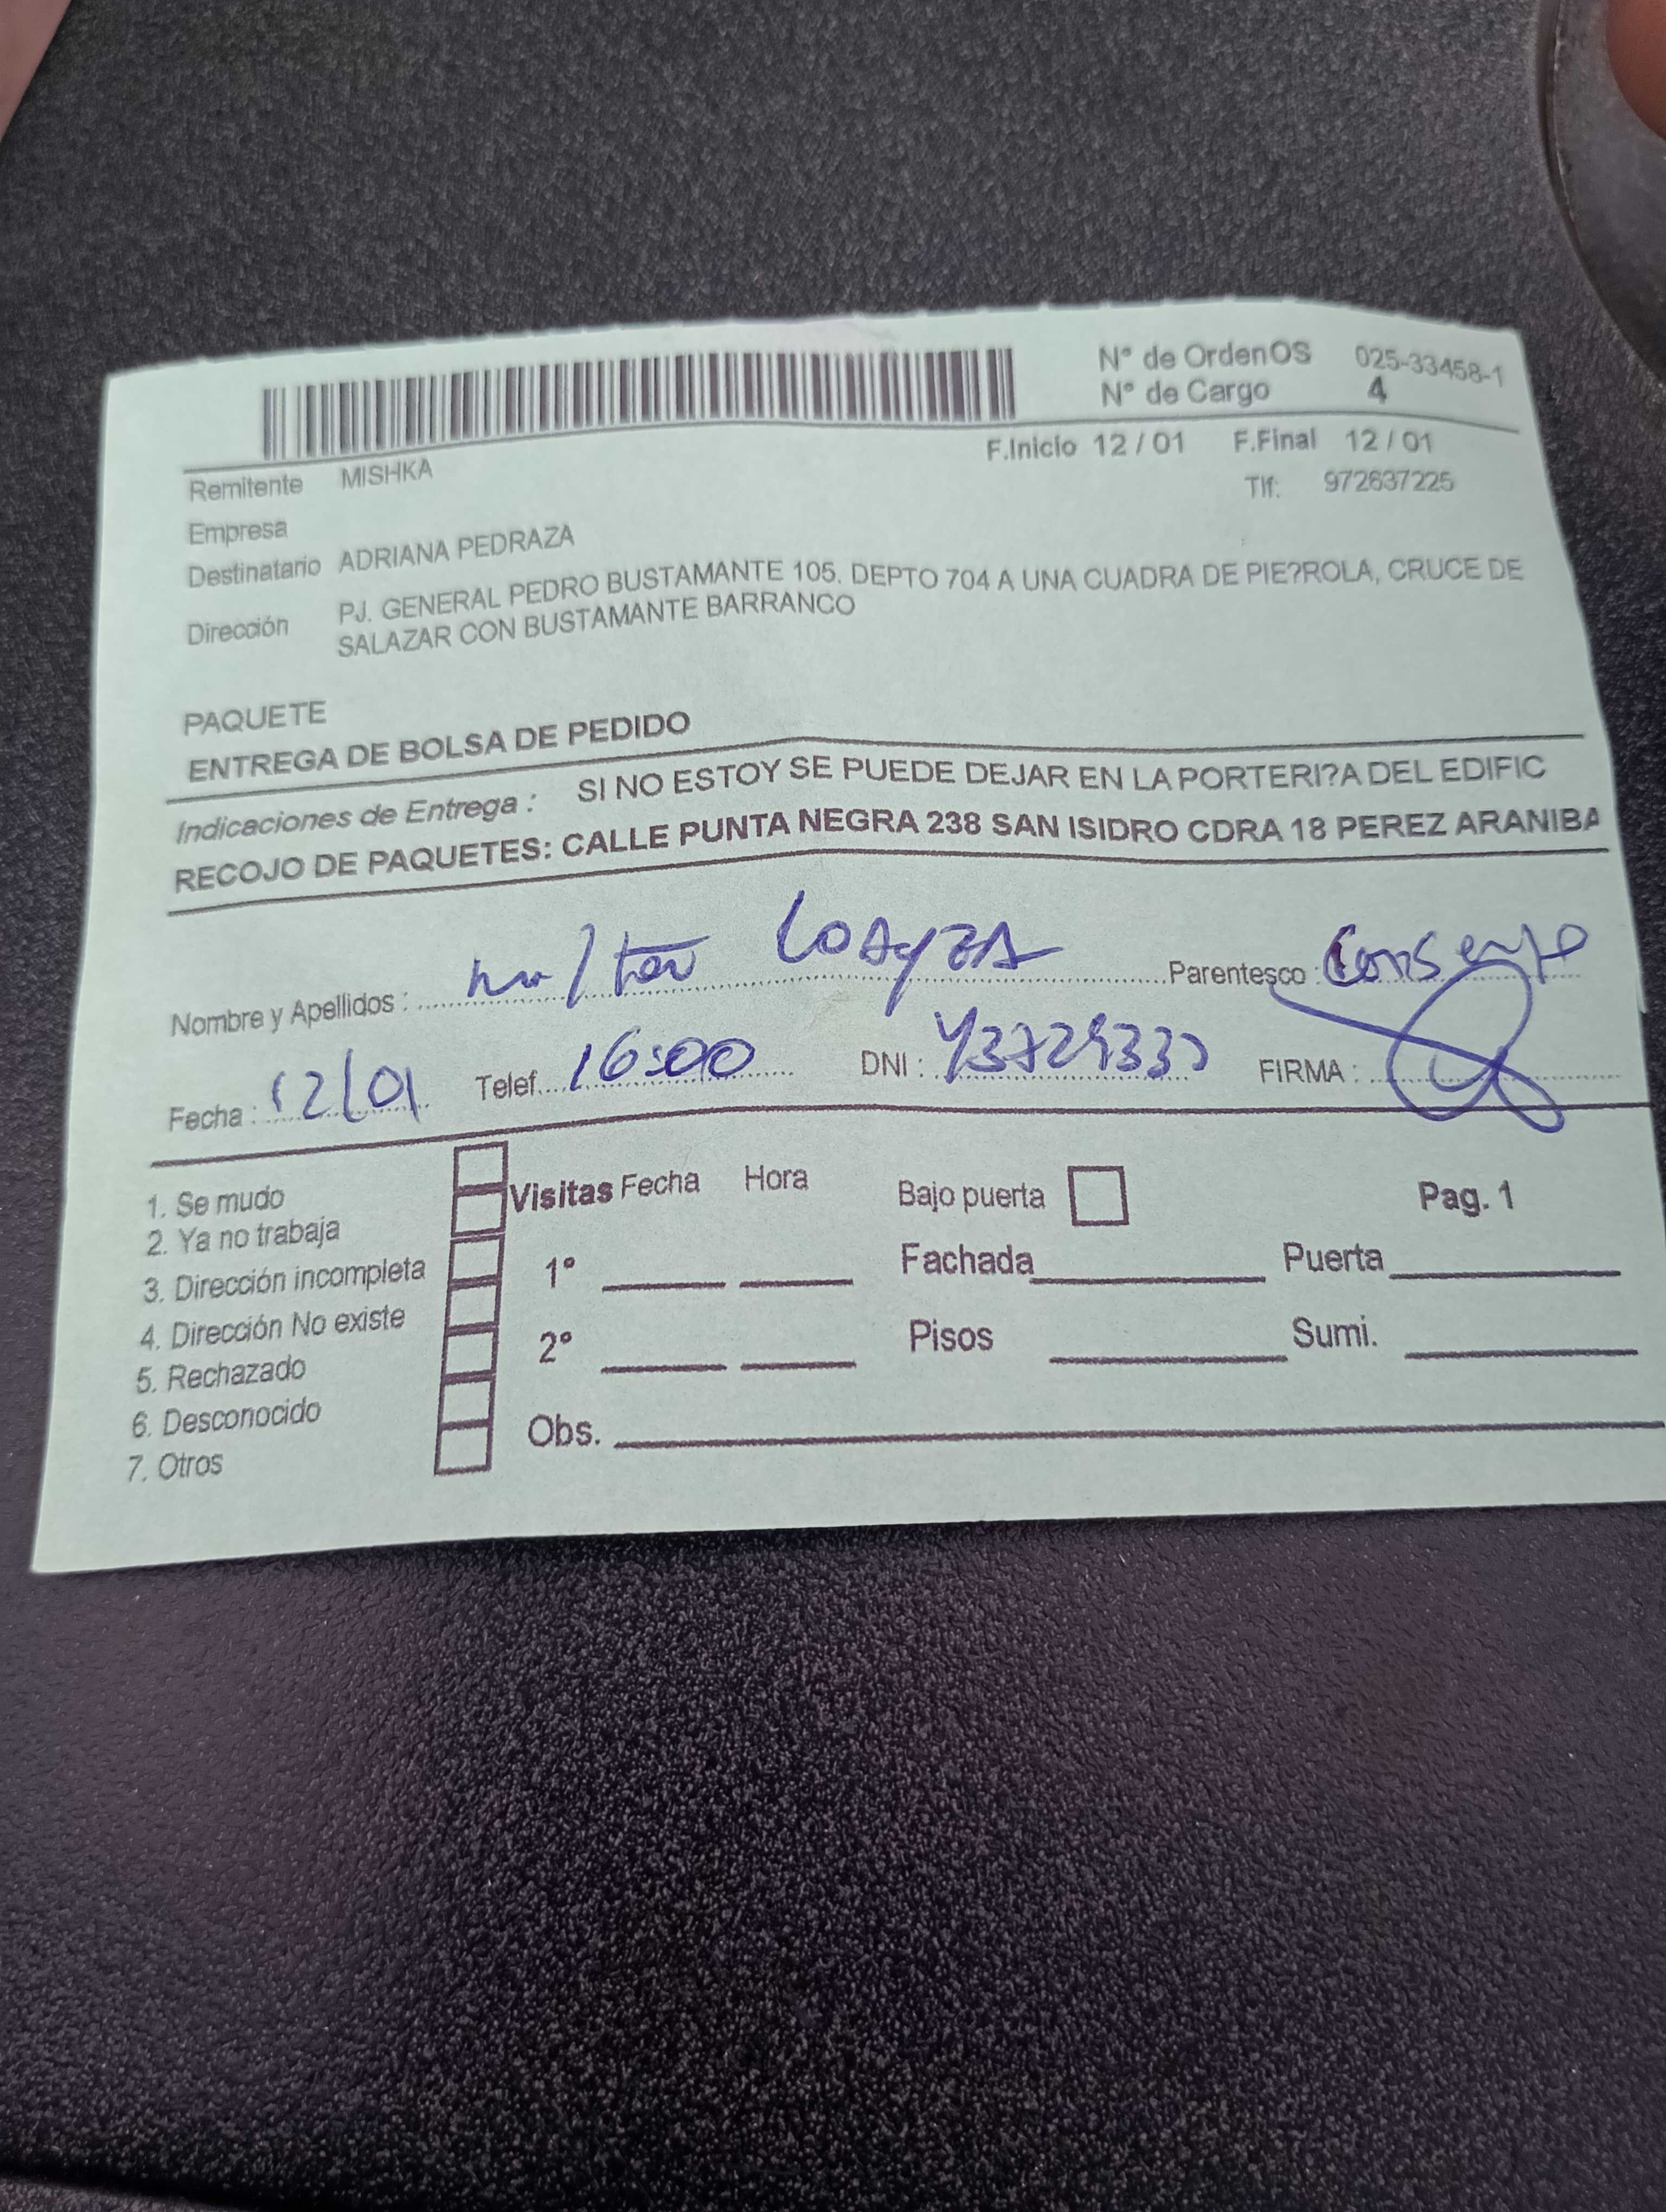 N° de OrdenOS 025-33458-1
N° de Cargo 4
F.Inicio 12 / 01 F.Final 12 / 01
Remitente MISHKA
Tlf: 972637225
Empresa
Destinatario ADRIANA PEDRAZA
Dirección PJ. GENERAL PEDRO BUSTAMANTE 105. DEPTO 704 A UNA CUADRA DE PIE?ROLA, CRUCE DE
SALAZAR CON BUSTAMANTE BARRANCO
PAQUETE
ENTREGA DE BOLSA DE PEDIDO
Indicaciones de Entrega : SI NO ESTOY SE PUEDE DEJAR EN LA PORTERI?A DEL EDIFIC
RECOJO DE PAQUETES: CALLE PUNTA NEGRA 238 SAN ISIDRO CDRA 18 PEREZ ARANIBA
Nombre y Apellidos : Loayza Parentesco :
Fecha : 12/01 Telef. 16:00 DNI : FIRMA :
1. Se mudo
2. Ya no trabaja
3. Dirección incompleta
4. Dirección No existe
5. Rechazado
6. Desconocido
7. Otros
Visitas Fecha Hora
1°
2°
Obs.
Bajo puerta
Pag. 1
Fachada Puerta
Pisos Sumi.